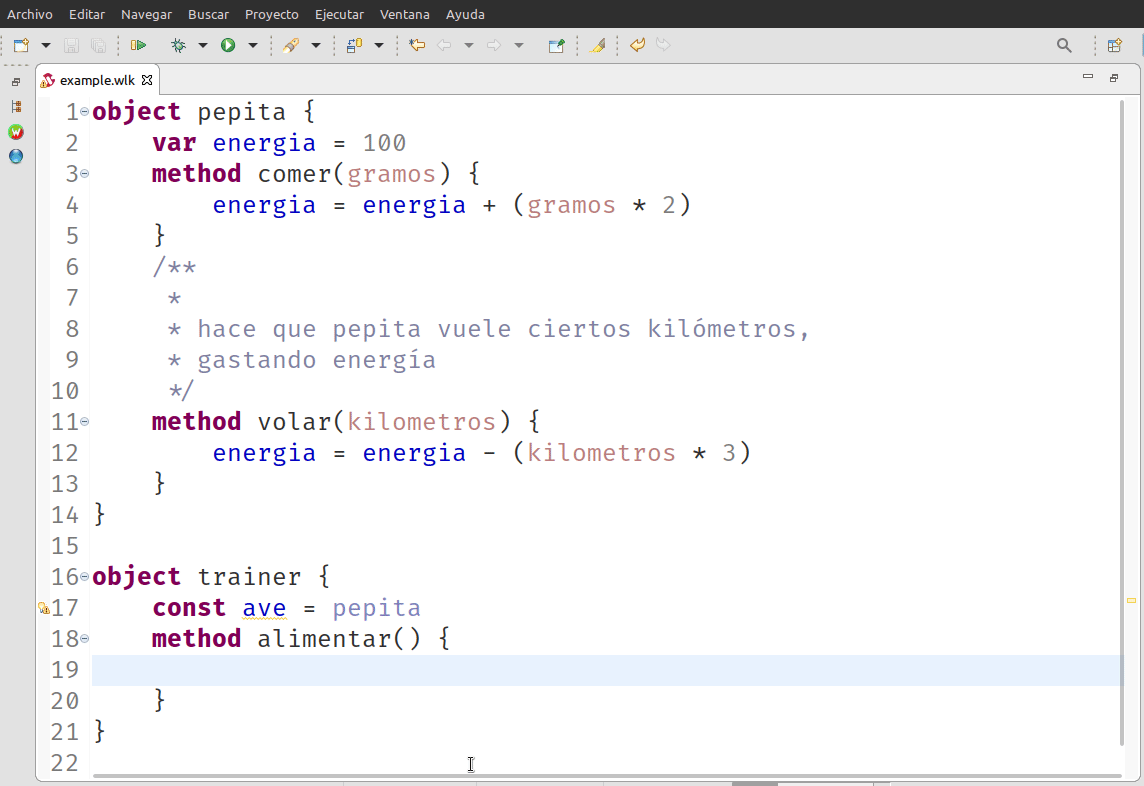 Archivo Editar Navegar Buscar Proyecto Ejecutar Ventana Ayuda
example.wlk
1 object pepita {
2     var energia = 100
3     method comer(gramos) {
4         energia = energia + (gramos * 2)
5     }
6     /**
7      *
8      * hace que pepita vuele ciertos kilómetros,
9      * gastando energía
10      */
11     method volar(kilometros) {
12         energia = energia - (kilometros * 3)
13     }
14 }
15
16 object trainer {
17     const ave = pepita
18     method alimentar() {
19
20     }
21 }
22